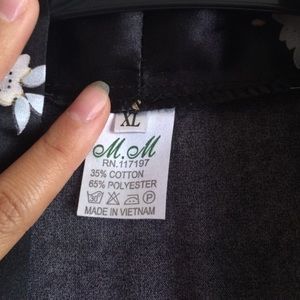 XL
M.M
RN.117197
35% COTTON
65% POLYESTER
MADE IN VIETNAM